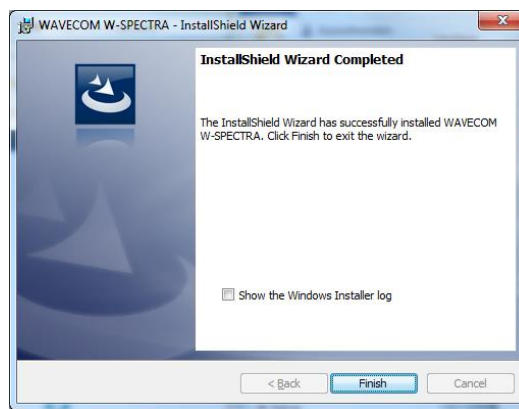 WAVECOM W-SPECTRA - InstallShield Wizard
InstallShield Wizard Completed
The InstallShield Wizard has successfully installed WAVECOM
W-SPECTRA. Click Finish to exit the wizard.
Show the Windows Installer log
< Back
Finish
Cancel